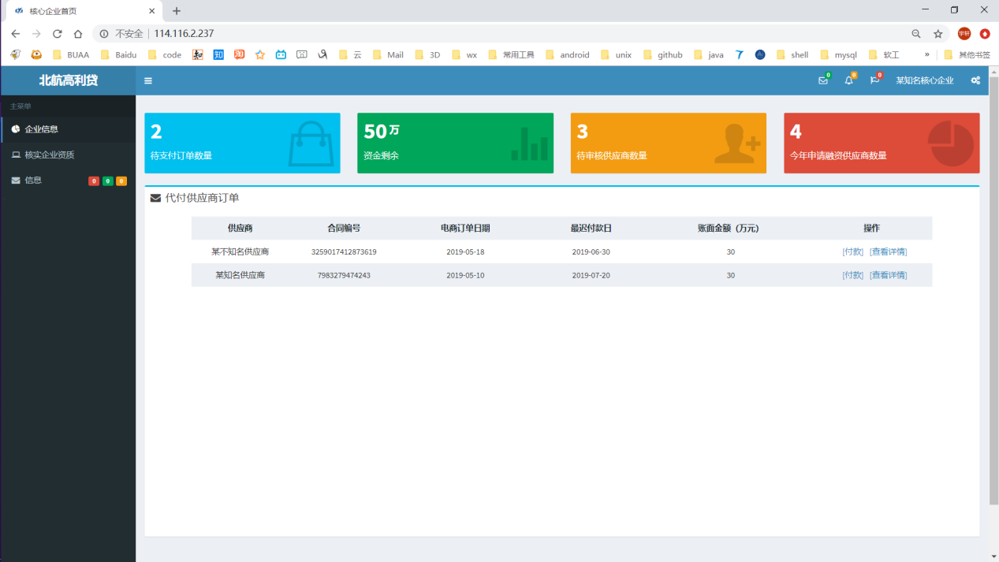 核心企业首页
不安全 114.116.2.237
BUAA Baidu code 知 淘 云 Mail 3D wx 常用工具 android unix github java shell mysql 软工 » 其他书签
北航高利贷 0 0 0 某知名核心企业
主菜单
企业信息
核实企业资质
信息 0 0 0
2
待支付订单数量
50万
资金剩余
3
待审核供应商数量
4
今年申请融资供应商数量
代付供应商订单
供应商 合同编号 电商订单日期 最迟付款日 账面金额（万元） 操作
某不知名供应商 3259017412873619 2019-05-18 2019-06-30 30 [付款] [查看详情]
某知名供应商 7983279474243 2019-05-10 2019-07-20 30 [付款] [查看详情]